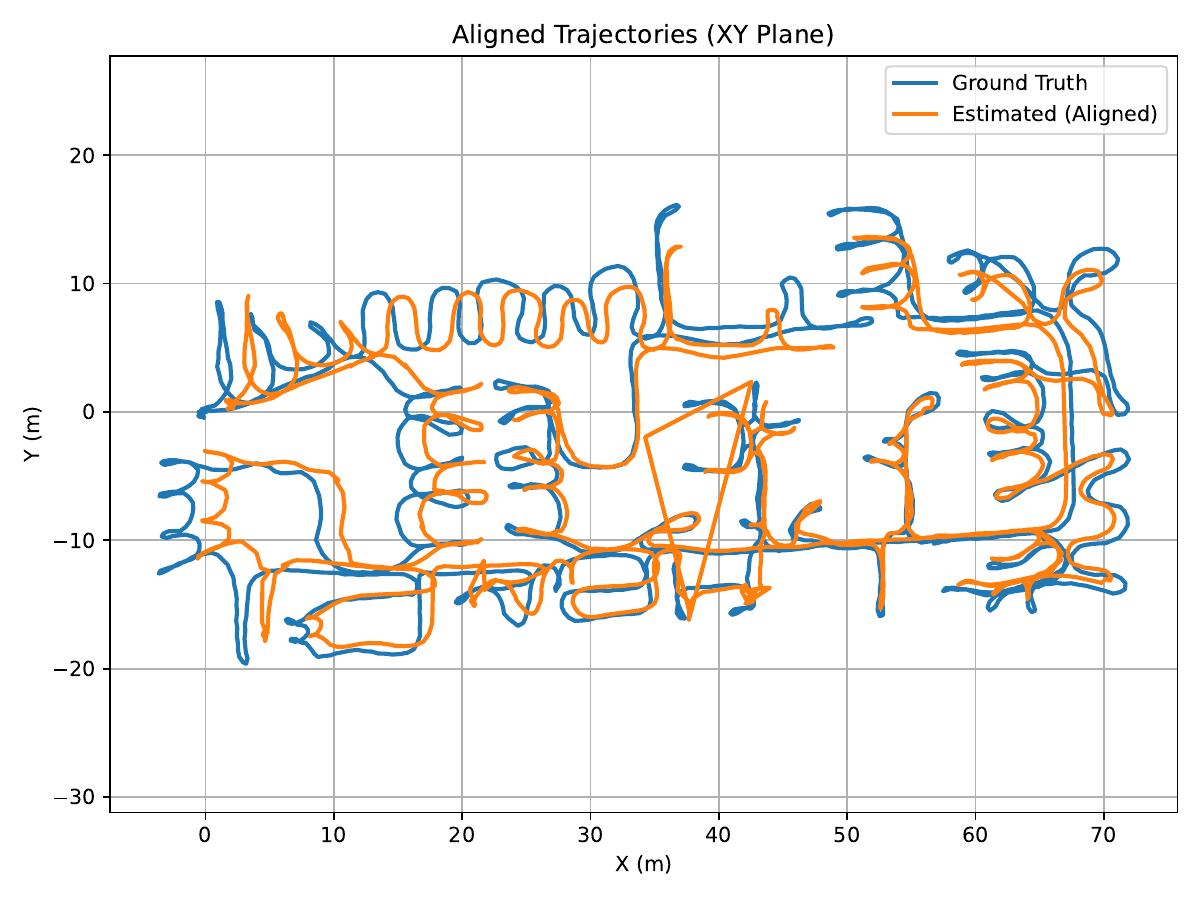 Aligned Trajectories (XY Plane)
Ground Truth
Estimated (Aligned)
20
10
0
−10
−20
−30
Y (m)
0 10 20 30 40 50 60 70
X (m)